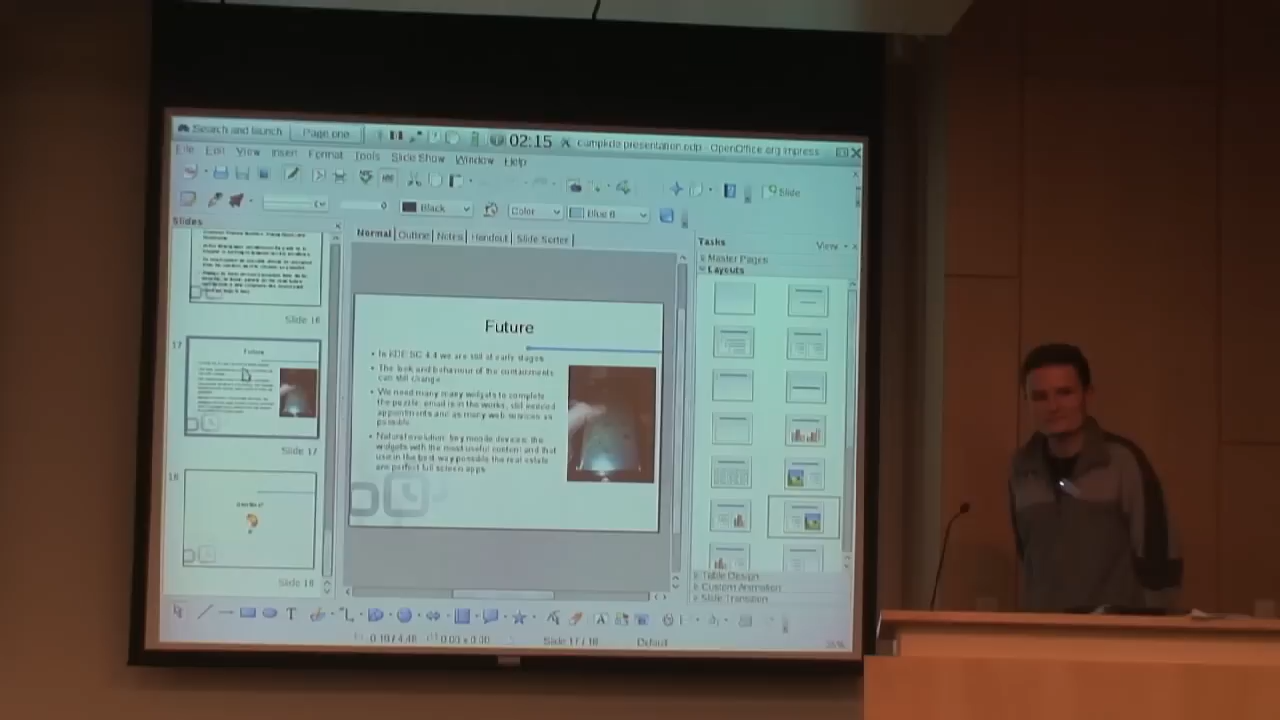 Search and launch
Page one
02:15
campkde presentation.odp - OpenOffice.org Impress
File Edit View Insert Format Tools Slide Show Window Help
Slide
Black
Color
Blue 8
Slides
Normal Outline Notes Handout Slide Sorter
Tasks
View
Master Pages
Layouts
Slide 16
17
Future
Slide 17
18
Slide 18
Future
In KDE SC 4.4 we are still at early stages
The look and behaviour of the containments
can still change
We need many many widgets to complete
the puzzle, email is in the works, still needed
appointments and as many web services as
possible
Natural evolution: tiny mobile devices: the
widgets with the most useful content and that
use in the best way possible the real estate
are perfect full screen apps
Table Design
Custom Animation
Slide Transition
Slide 17 / 18
Default